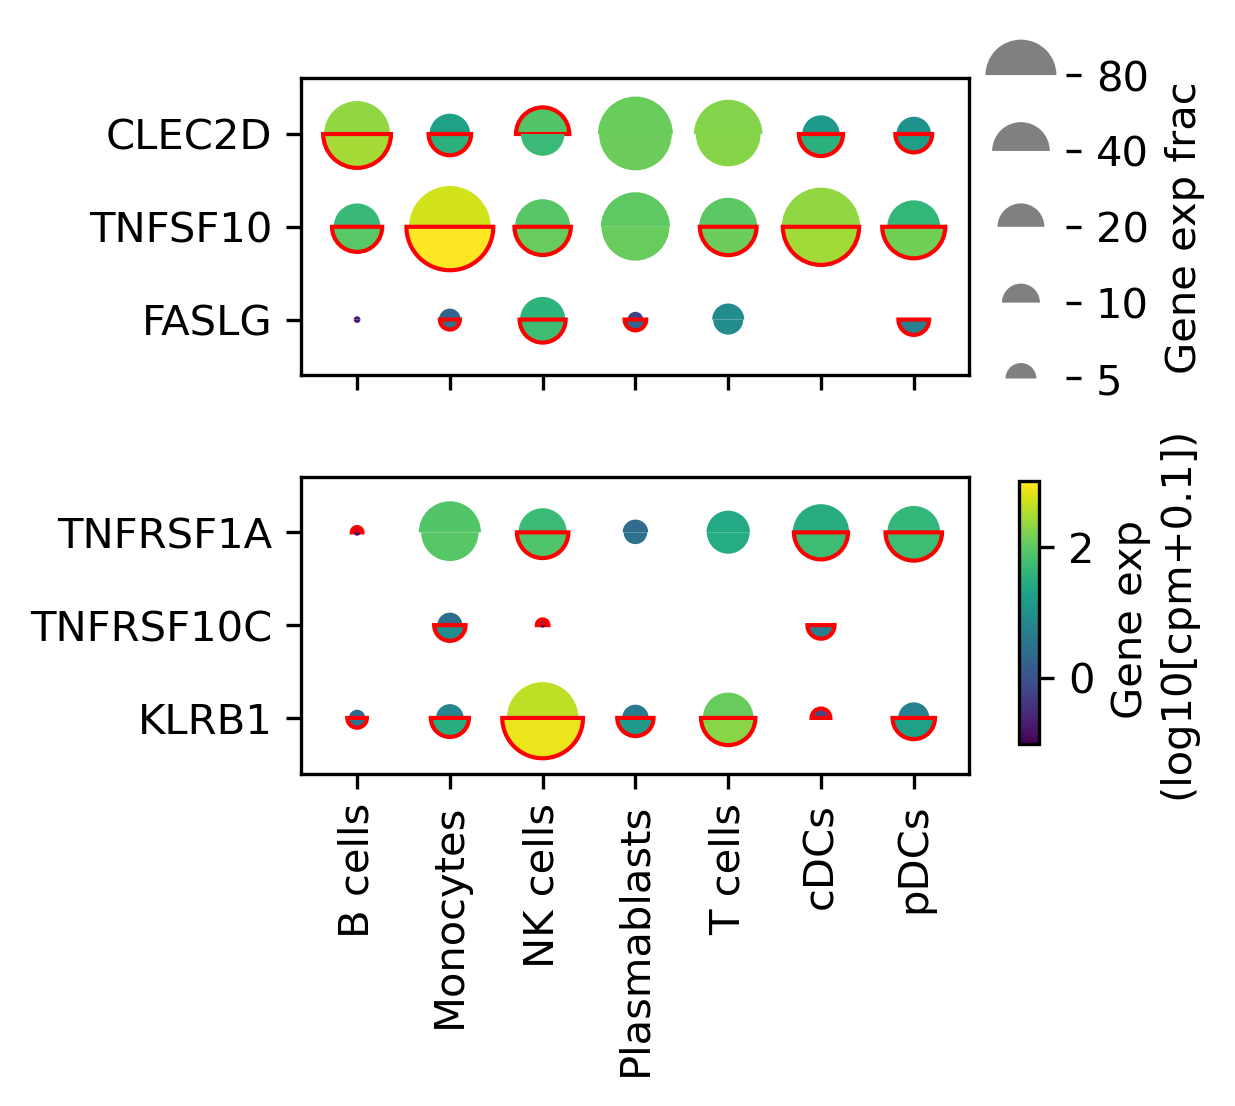 CLEC2D
TNFSF10
FASLG
80
40
20
10
5
Gene exp frac
TNFRSF1A
TNFRSF10C
KLRB1
2
0
Gene exp
(log10[cpm+0.1])
B cells
Monocytes
NK cells
Plasmablasts
T cells
cDCs
pDCs